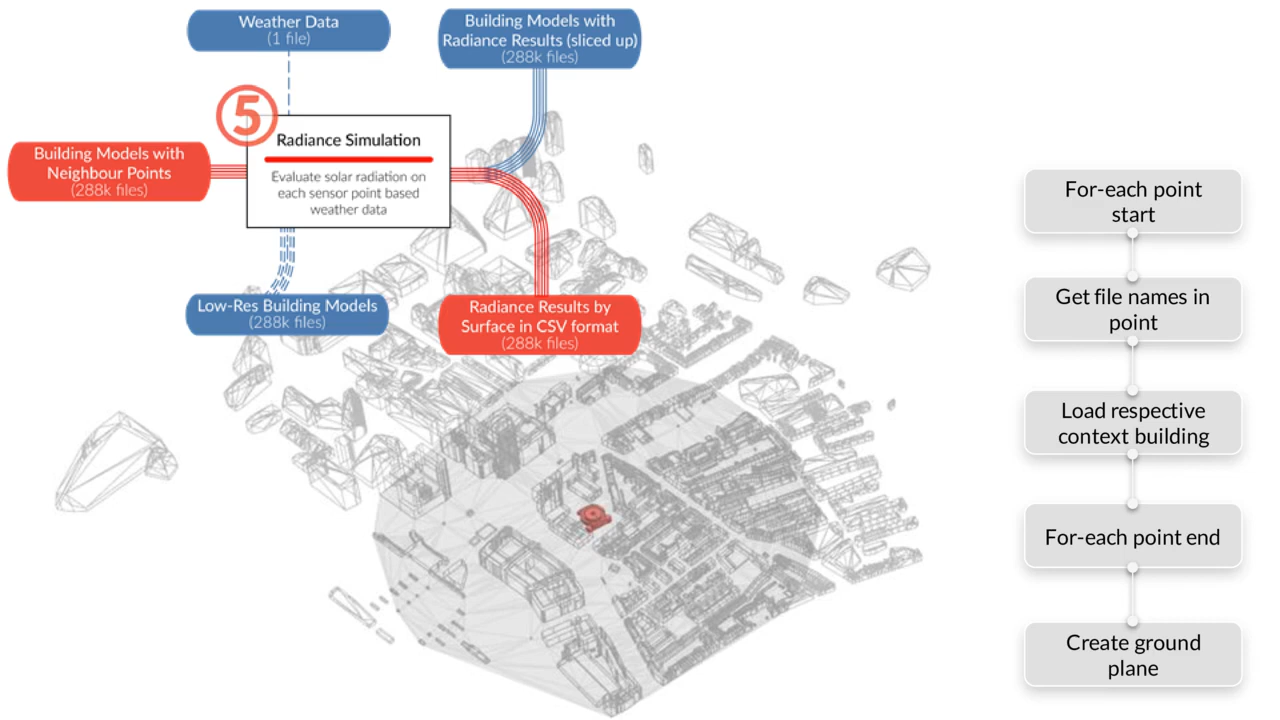 Weather Data
(1 file)
Building Models with
Radiance Results (sliced up)
(288k files)
5
Radiance Simulation
Evaluate solar radiation on
each sensor point based
weather data
Building Models with
Neighbour Points
(288k files)
Low-Res Building Models
(288k files)
Radiance Results by
Surface in CSV format
(288k files)
For-each point
start
Get file names in
point
Load respective
context building
For-each point end
Create ground
plane